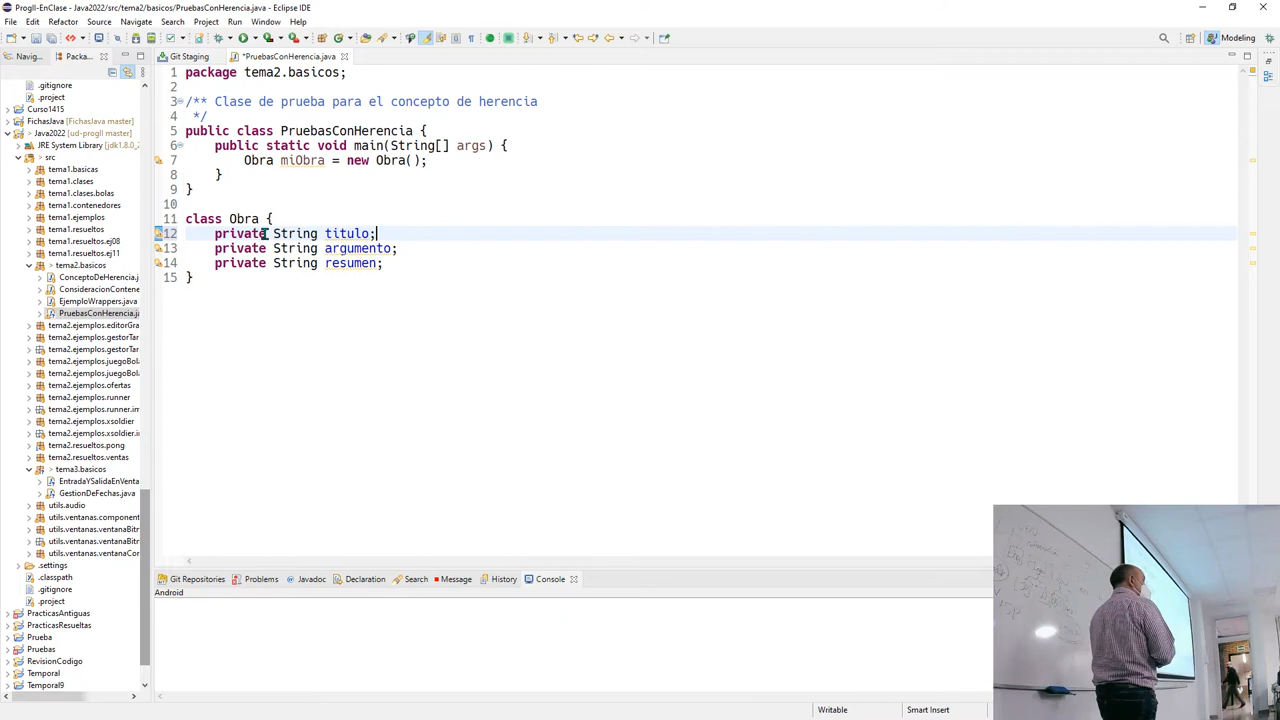 ProgII-EnClase - Java2022/src/tema2/basicos/PruebasConHerencia.java - Eclipse IDE
File Edit Refactor Source Navigate Search Project Run Window Help
Modeling
Navig...
Packa...
Git Staging
*PruebasConHerencia.java
.gitignore
.project
Curso1415
FichasJava (FichasJava master)
Java2022 (ud-progII master)
JRE System Library [jdk1.8.0_
src
tema1.basicas
tema1.clases
tema1.clases.bolas
tema1.contenedores
tema1.ejemplos
tema1.resueltos
tema1.resueltos.ej08
tema1.resueltos.ej11
tema2.basicos
ConceptoDeHerencia.j
ConsideracionContene
EjemploWrappers.java
PruebasConHerencia.ja
tema2.ejemplos.editorGra
tema2.ejemplos.gestorTar
tema2.ejemplos.gestorTar
tema2.ejemplos.juegoBol
tema2.ejemplos.juegoBol
tema2.ejemplos.ofertas
tema2.ejemplos.runner
tema2.ejemplos.runner.im
tema2.ejemplos.xsoldier
tema2.ejemplos.xsoldier.i
tema2.resueltos.pong
tema2.resueltos.ventas
tema3.basicos
EntradaYSalidaEnVenta
GestionDeFechas.java
utils.audio
utils.ventanas.component
utils.ventanas.ventanaBit
utils.ventanas.ventanaBit
utils.ventanas.ventanaCor
.settings
.classpath
.gitignore
.project
PracticasAntiguas
PracticasResueltas
Prueba
Pruebas
RevisionCodigo
Temporal
Temporal9
1 package tema2.basicos;
2
3 /** Clase de prueba para el concepto de herencia
4 */
5 public class PruebasConHerencia {
6 public static void main(String[] args) {
7 Obra miObra = new Obra();
8 }
9 }
10
11 class Obra {
12 private String titulo;
13 private String argumento;
14 private String resumen;
15 }
Git Repositories Problems Javadoc Declaration Search Message History Console
Android
Writable
Smart Insert